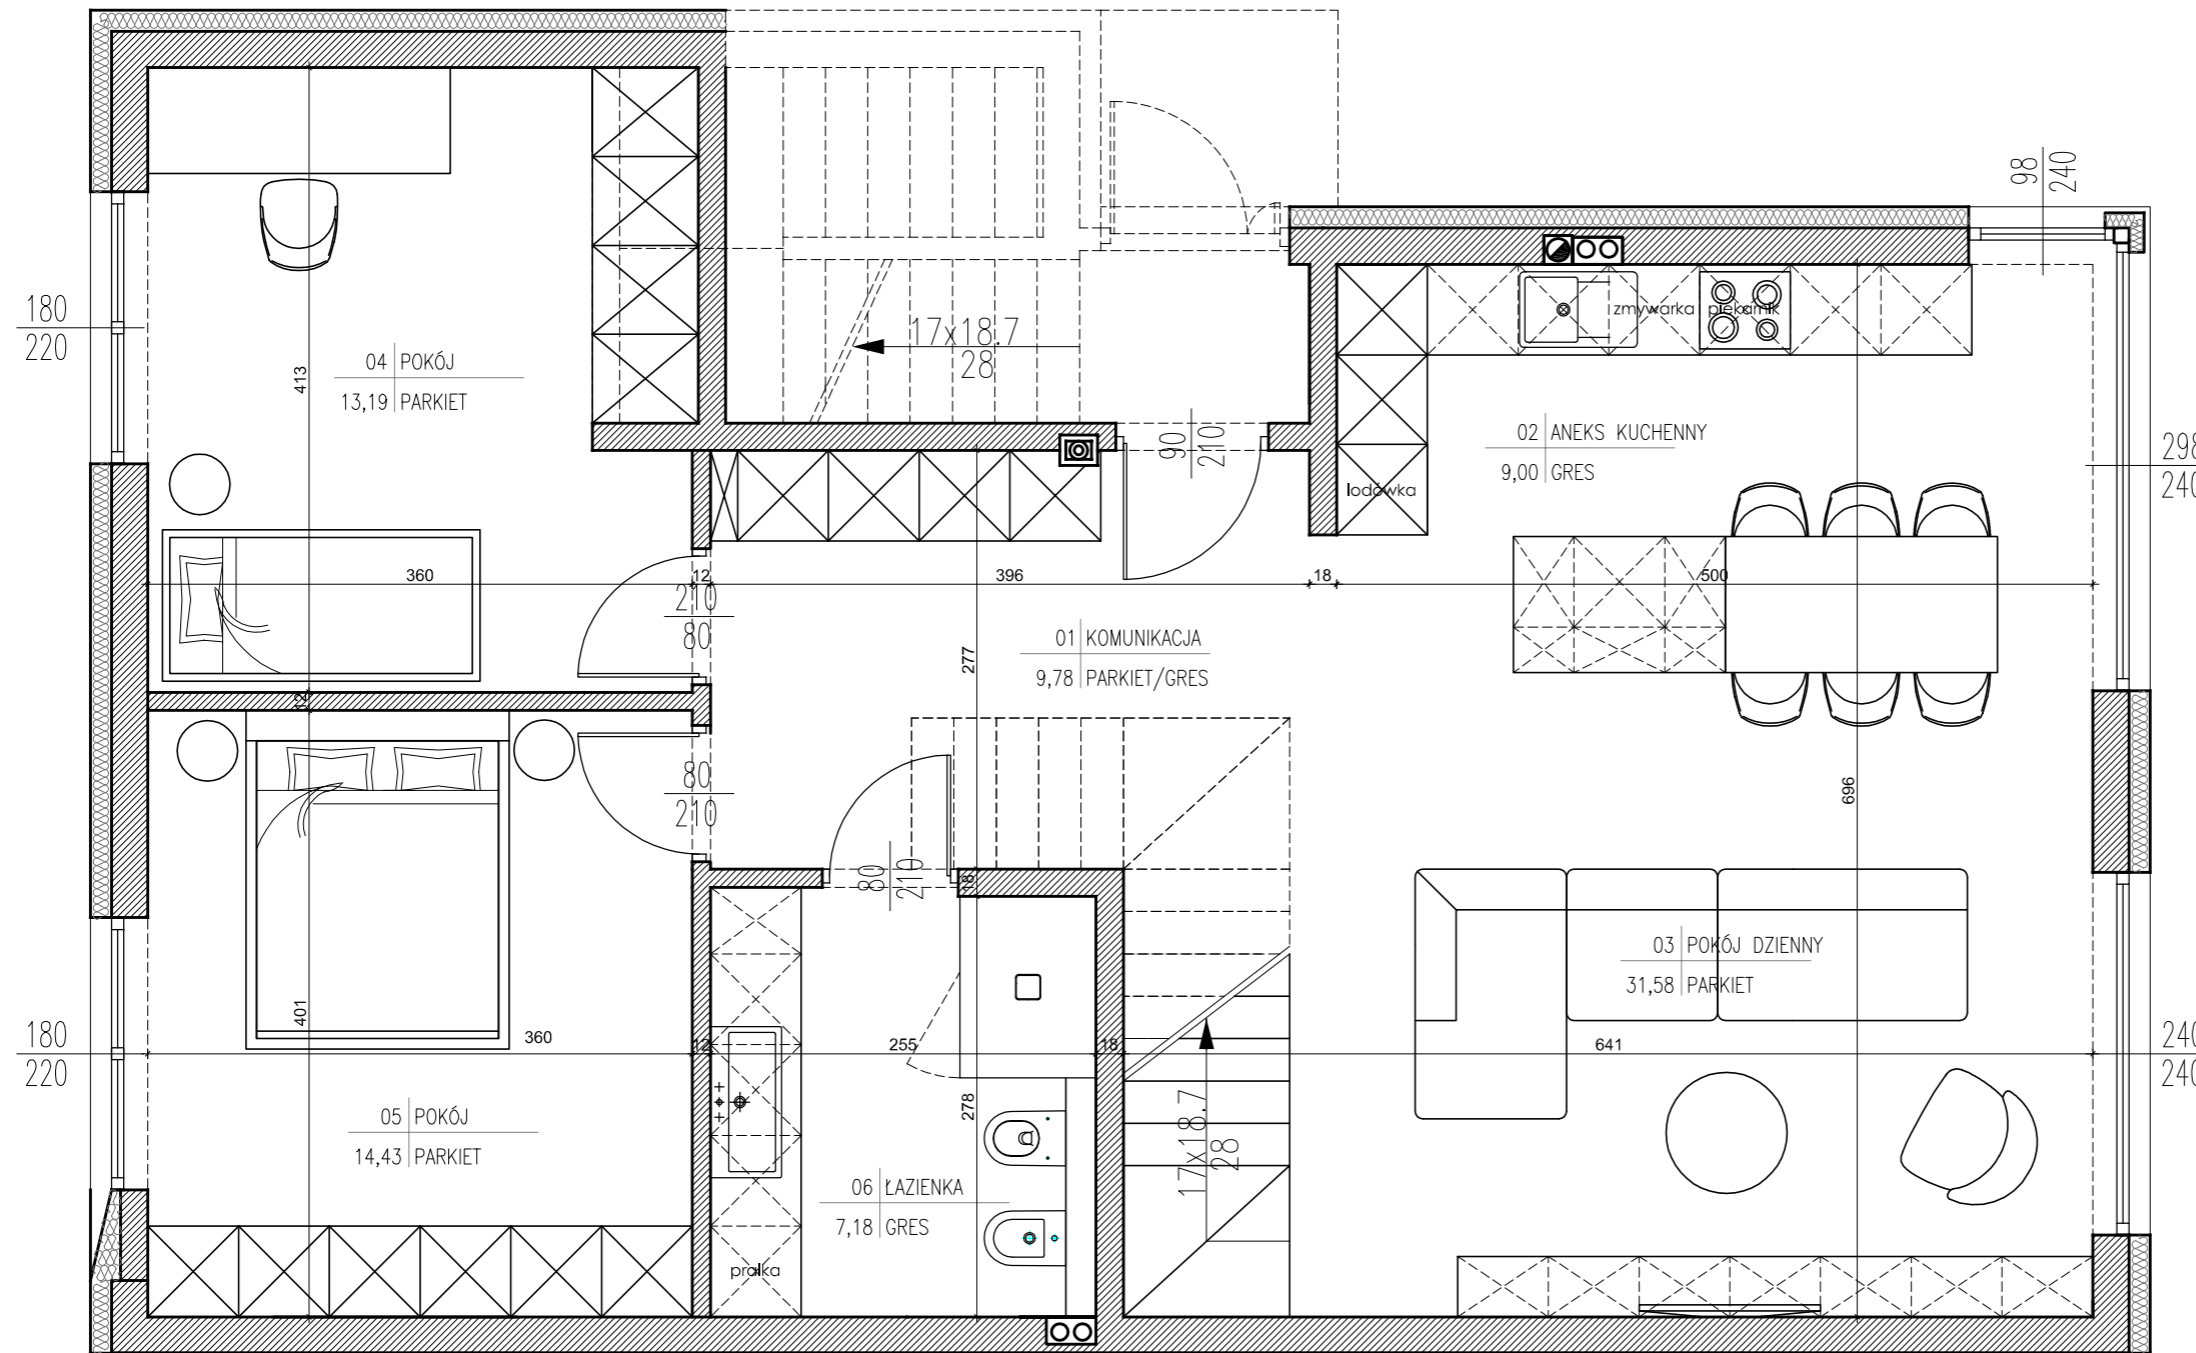 98
240
180
220
17x18.7
28
zmywarka
piekarnik
04 POKÓJ
13,19 PARKIET
413
90
210
02 ANEKS KUCHENNY
9,00 GRES
298
240
lodówka
360
12
396
18
500
210
80
01 KOMUNIKACJA
9,78 PARKIET/GRES
277
12
80
210
696
80
210
18
03 POKÓJ DZIENNY
31,58 PARKIET
401
180
220
360
12
255
18
641
240
240
278
17x18.7
28
05 POKÓJ
14,43 PARKIET
06 ŁAZIENKA
7,18 GRES
pralka